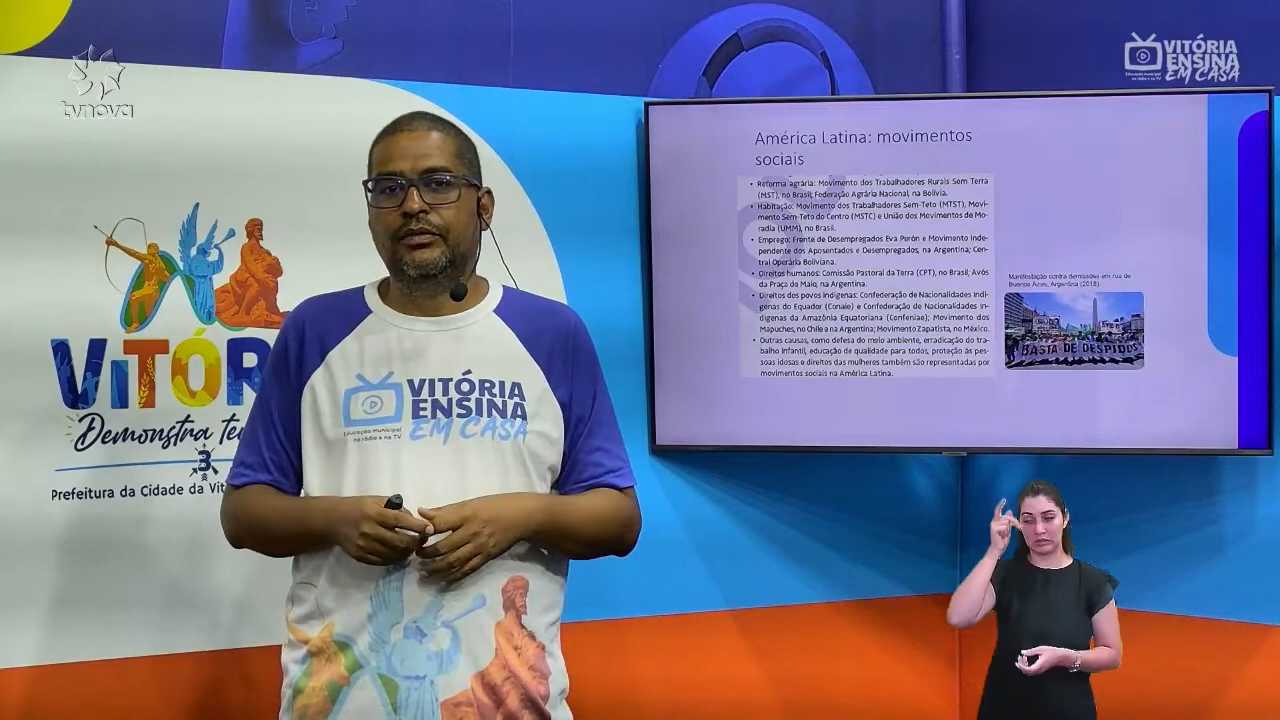 tvnova
VITÓRIA
ENSINA
EM CASA
Educação municipal
no rádio e na TV
América Latina: movimentos
sociais
• Reforma agrária: Movimento dos Trabalhadores Rurais Sem Terra
(MST), no Brasil; Federação Agrária Nacional, na Bolívia.
• Habitação: Movimento dos Trabalhadores Sem-Teto (MTST), Movi-
mento Sem-Teto do Centro (MSTC) e União dos Movimentos de Mo-
radia (UMM), no Brasil.
• Emprego: Frente de Desempregados Eva Perón e Movimento Inde-
pendente dos Aposentados e Desempregados, na Argentina; Cen-
tral Operária Boliviana.
• Direitos humanos: Comissão Pastoral da Terra (CPT), no Brasil; Avós
da Praça de Maio, na Argentina.
• Direitos dos povos indígenas: Confederação de Nacionalidades Indí-
genas do Equador (Conaie) e Confederação de Nacionalidades In-
dígenas da Amazônia Equatoriana (Confeniae); Movimento dos
Mapuches, no Chile e na Argentina; Movimento Zapatista, no México.
• Outras causas, como defesa do meio ambiente, erradicação do tra-
balho infantil, educação de qualidade para todos, proteção às pes-
soas idosas e direitos das mulheres também são representadas por
movimentos sociais na América Latina.
Manifestação contra demissões em rua de
Buenos Aires, Argentina (2018).
BASTA DE DESPIDOS
VITÓR
Demonstra te
3
Prefeitura da Cidade da Vit
VITÓRIA
ENSINA
EM CASA
Educação municipal
no rádio e na TV